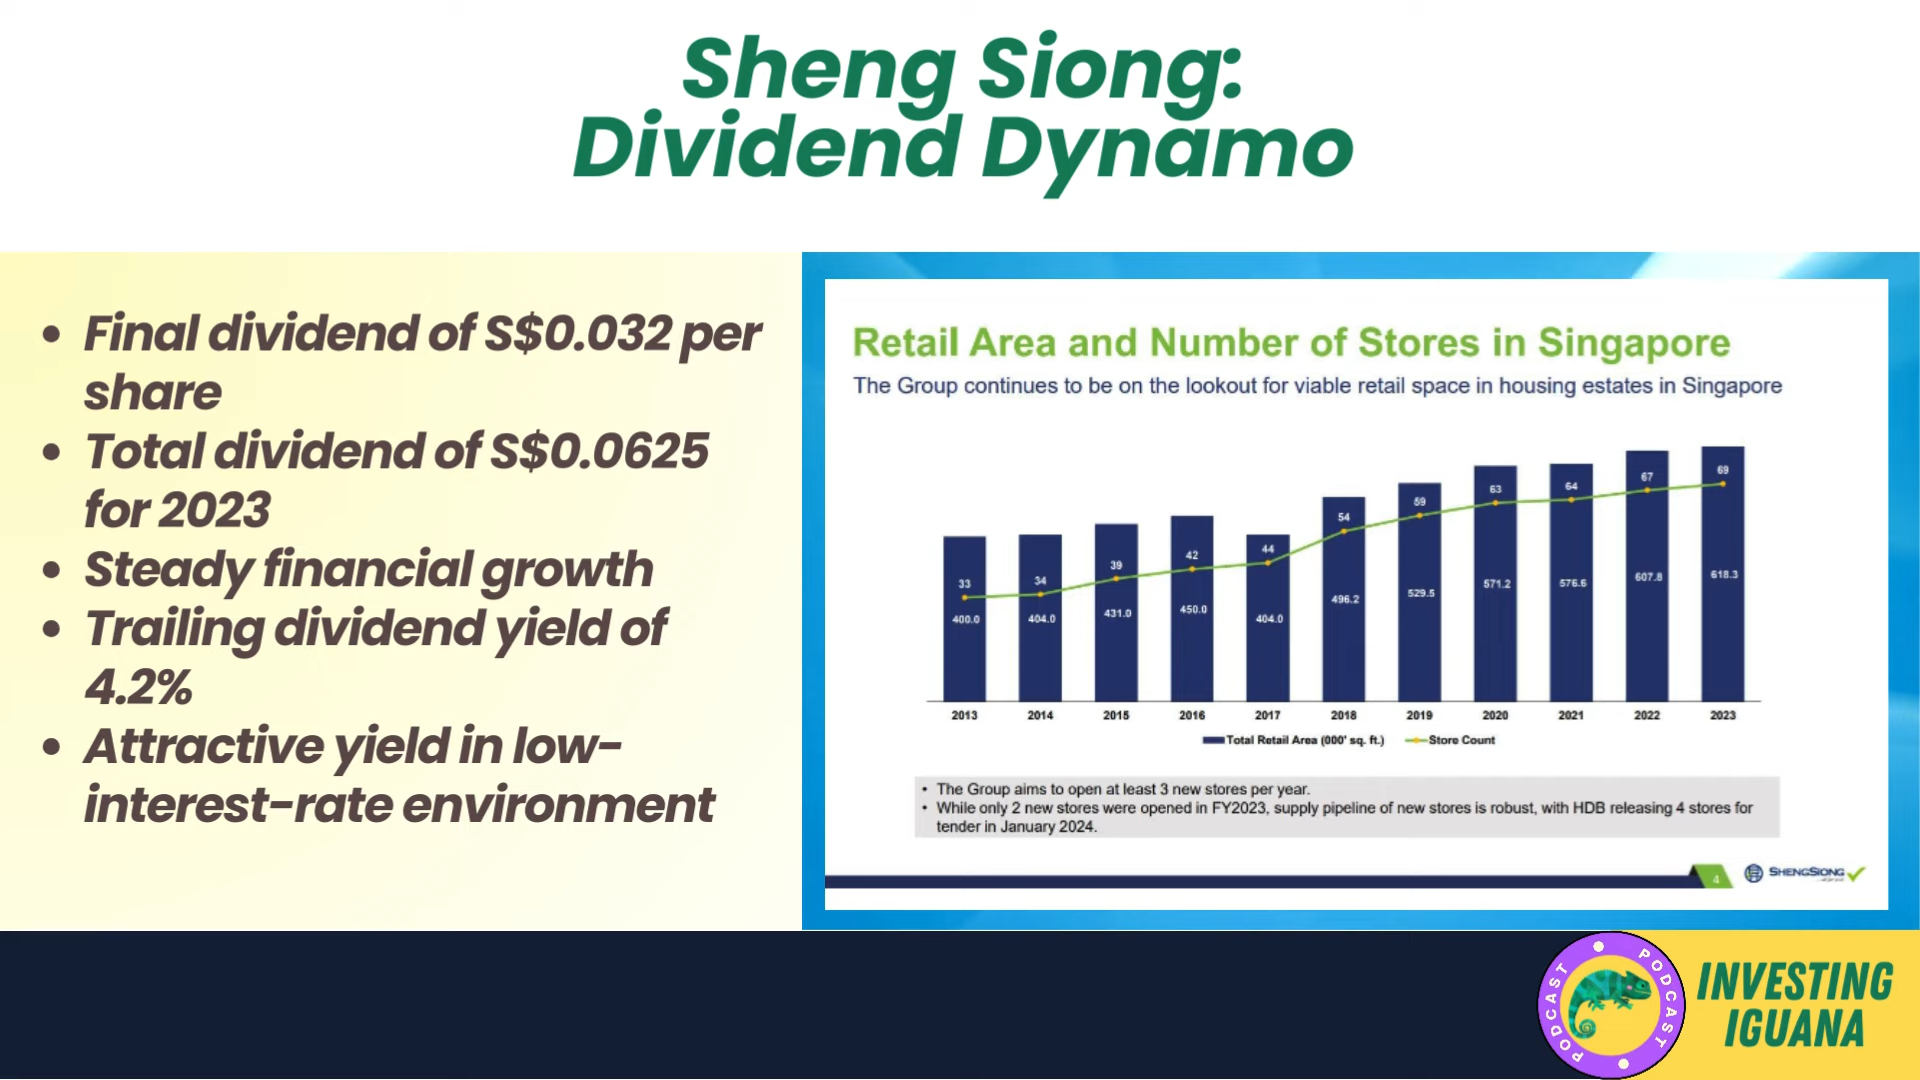 Sheng Siong:
Dividend Dynamo
• Final dividend of S$0.032 per
share
• Total dividend of S$0.0625
for 2023
• Steady financial growth
• Trailing dividend yield of
4.2%
• Attractive yield in low-
interest-rate environment
Retail Area and Number of Stores in Singapore
The Group continues to be on the lookout for viable retail space in housing estates in Singapore
33 34 39 42 44 54 59 63 64 67 69
400.0 404.0 431.0 450.0 404.0 496.2 529.5 571.2 576.6 607.8 618.3
2013 2014 2015 2016 2017 2018 2019 2020 2021 2022 2023
Total Retail Area (000' sq. ft.) Store Count
• The Group aims to open at least 3 new stores per year.
• While only 2 new stores were opened in FY2023, supply pipeline of new stores is robust, with HDB releasing 4 stores for
tender in January 2024.
4
SHENGSIONG
PODCAST PODCAST
INVESTING
IGUANA